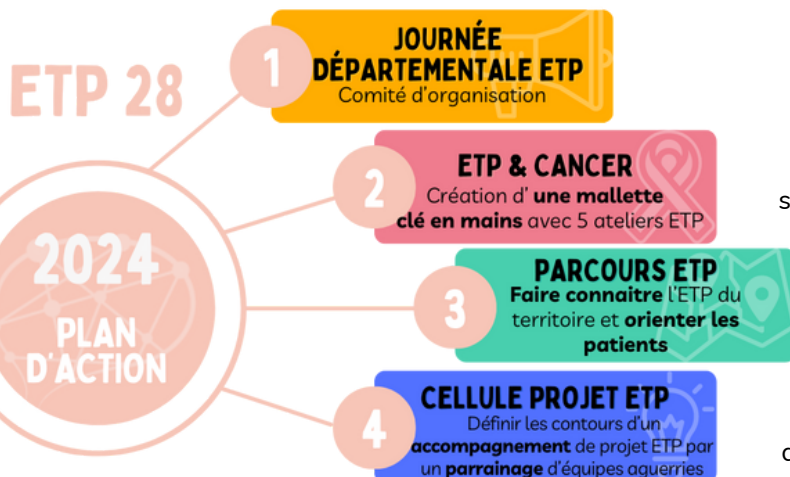 ETP 28
2024
PLAN
D'ACTION
1
JOURNÉE
DÉPARTEMENTALE ETP
Comité d'organisation
2
ETP & CANCER
Création d' une mallette
clé en mains avec 5 ateliers ETP
s
3
PARCOURS ETP
Faire connaitre l'ETP du
territoire et orienter les
patients
4
CELLULE PROJET ETP
Définir les contours d'un
accompagnement de projet ETP par
un parrainage d'équipes aguerries